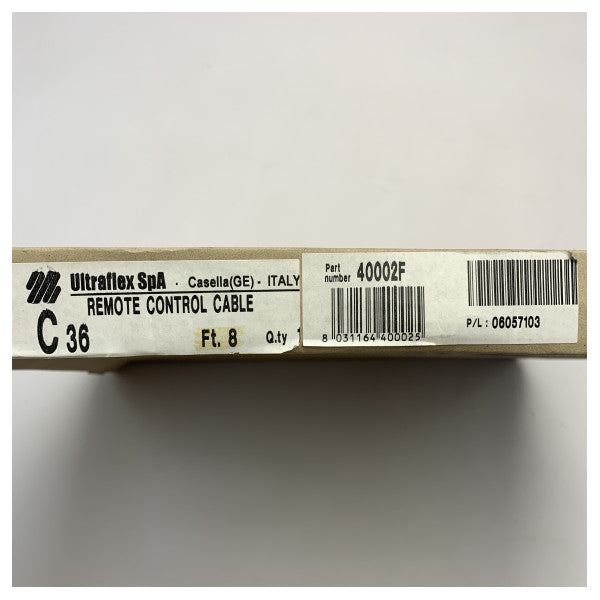 Ultraflex SpA · Casella(GE) - ITALY
REMOTE CONTROL CABLE
C 36 Ft. 8 Q.ty
Part number 40002F
8 031164 400025
P/L : 06057103